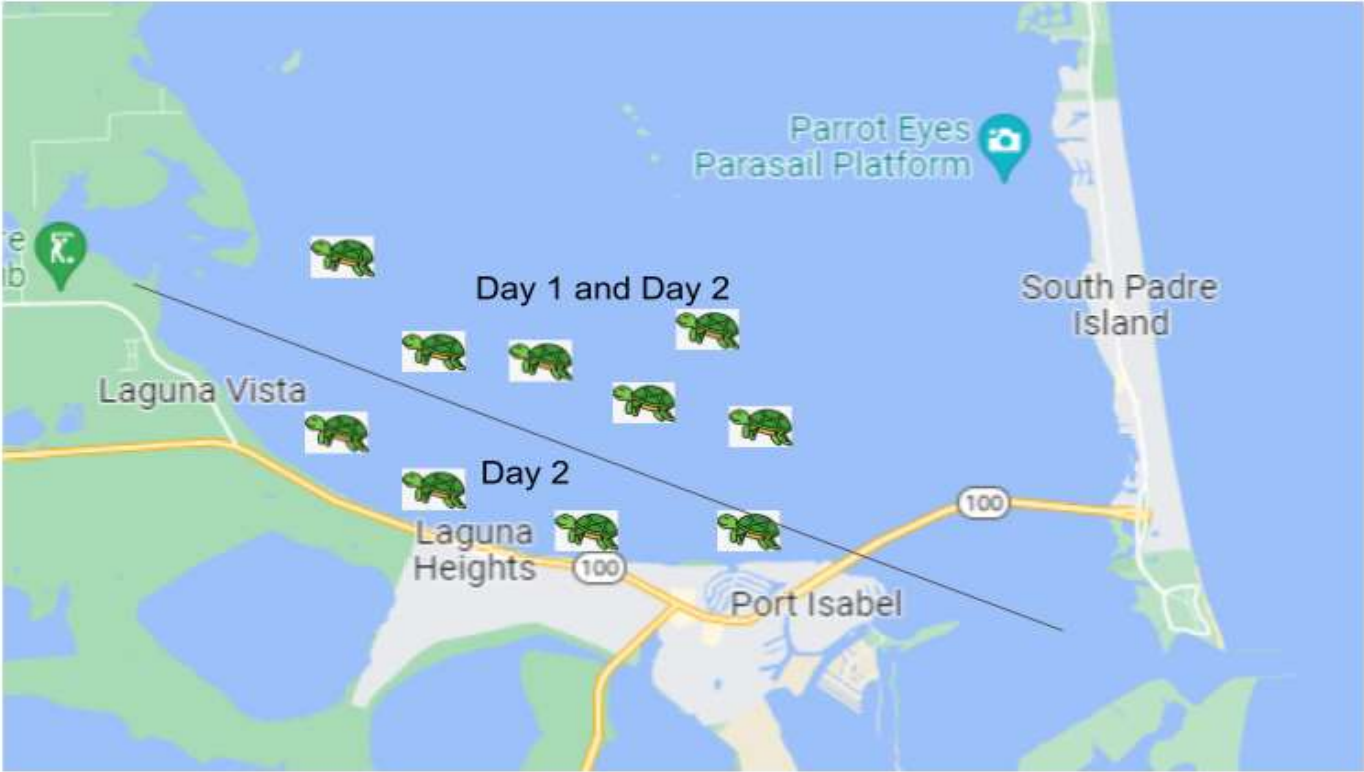 Parrot Eyes
Parasail Platform
re
Day 1 and Day 2
South Padre
Island
Laguna Vista
Day 2
100
Laguna
Heights
100
Port Isabel